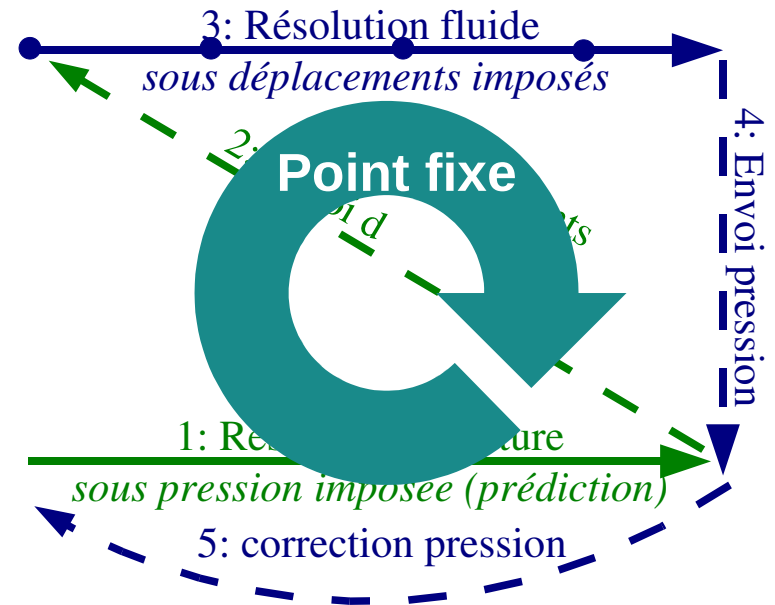 3: Résolution fluide
sous déplacements imposés
4: Envoi pression
Point fixe
sous pression imposée (prédiction)
5: correction pression